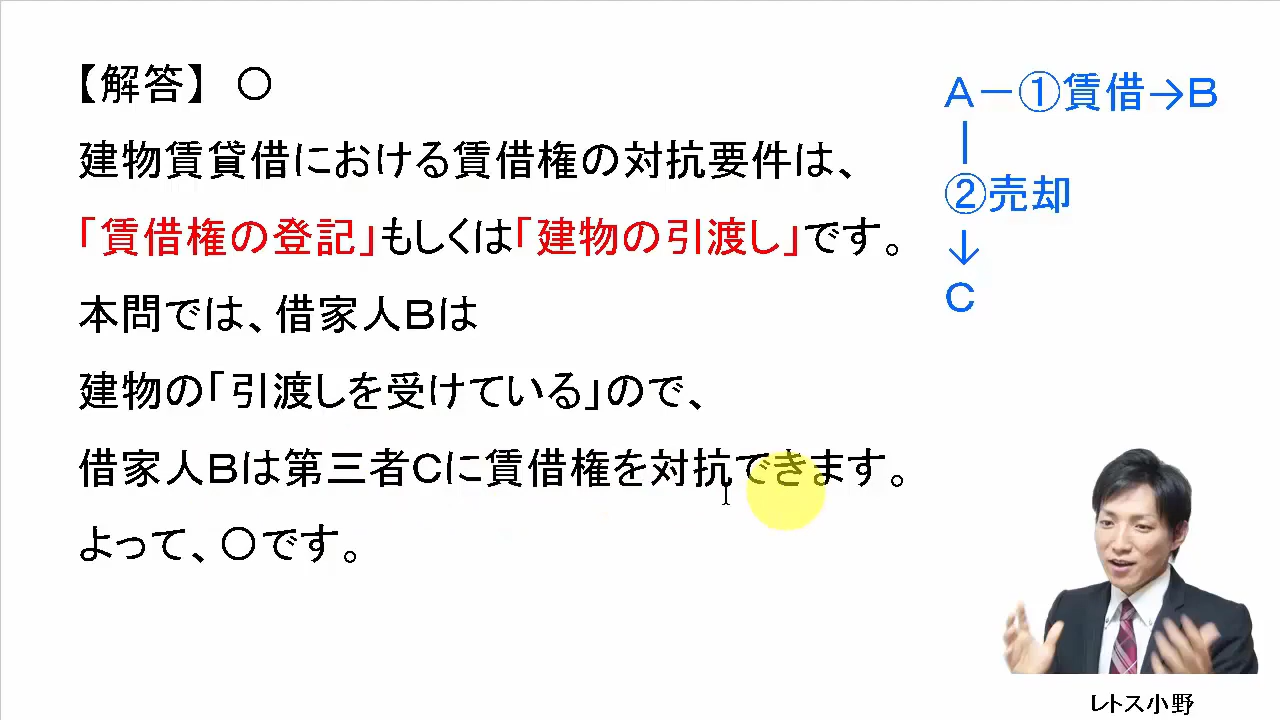 【解答】 〇
建物賃貸借における賃借権の対抗要件は、
「賃借権の登記」もしくは「建物の引渡し」です。
本問では、借家人Ｂは
建物の「引渡しを受けている」ので、
借家人Ｂは第三者Ｃに賃借権を対抗できます。
よって、〇です。
Ａ－①賃借→Ｂ
｜
②売却
↓
Ｃ
レトス小野